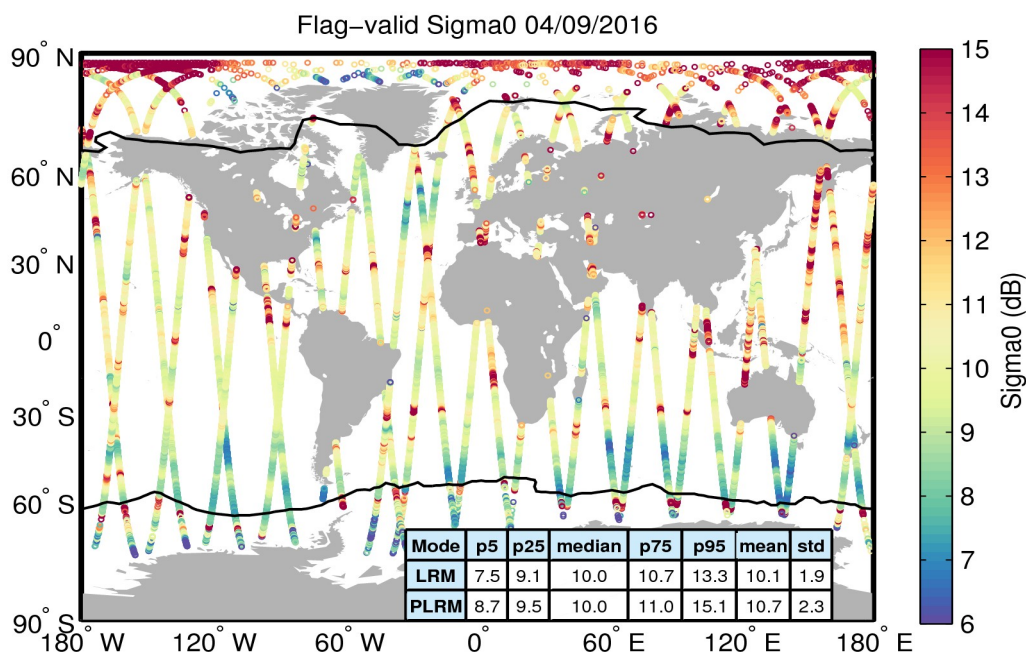 Flag−valid Sigma0 04/09/2016
90° N
60° N
30° N
0°
30° S
60° S
90° S
180° W
120° W
60° W
0°
60° E
120° E
180° E
15
14
13
12
11
10
9
8
7
6
Sigma0 (dB)
Mode p5 p25 median p75 p95 mean std
LRM 7.5 9.1 10.0 10.7 13.3 10.1 1.9
PLRM 8.7 9.5 10.0 11.0 15.1 10.7 2.3